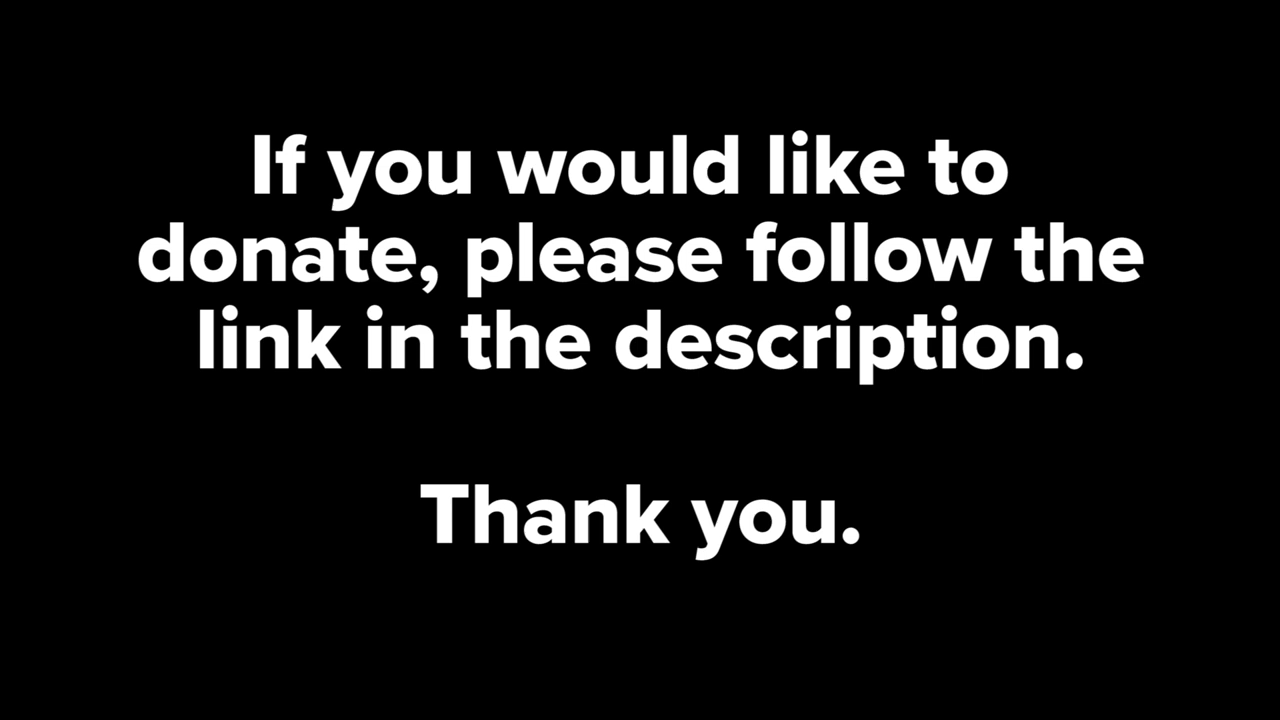 If you would like to
donate, please follow the
link in the description.
Thank you.